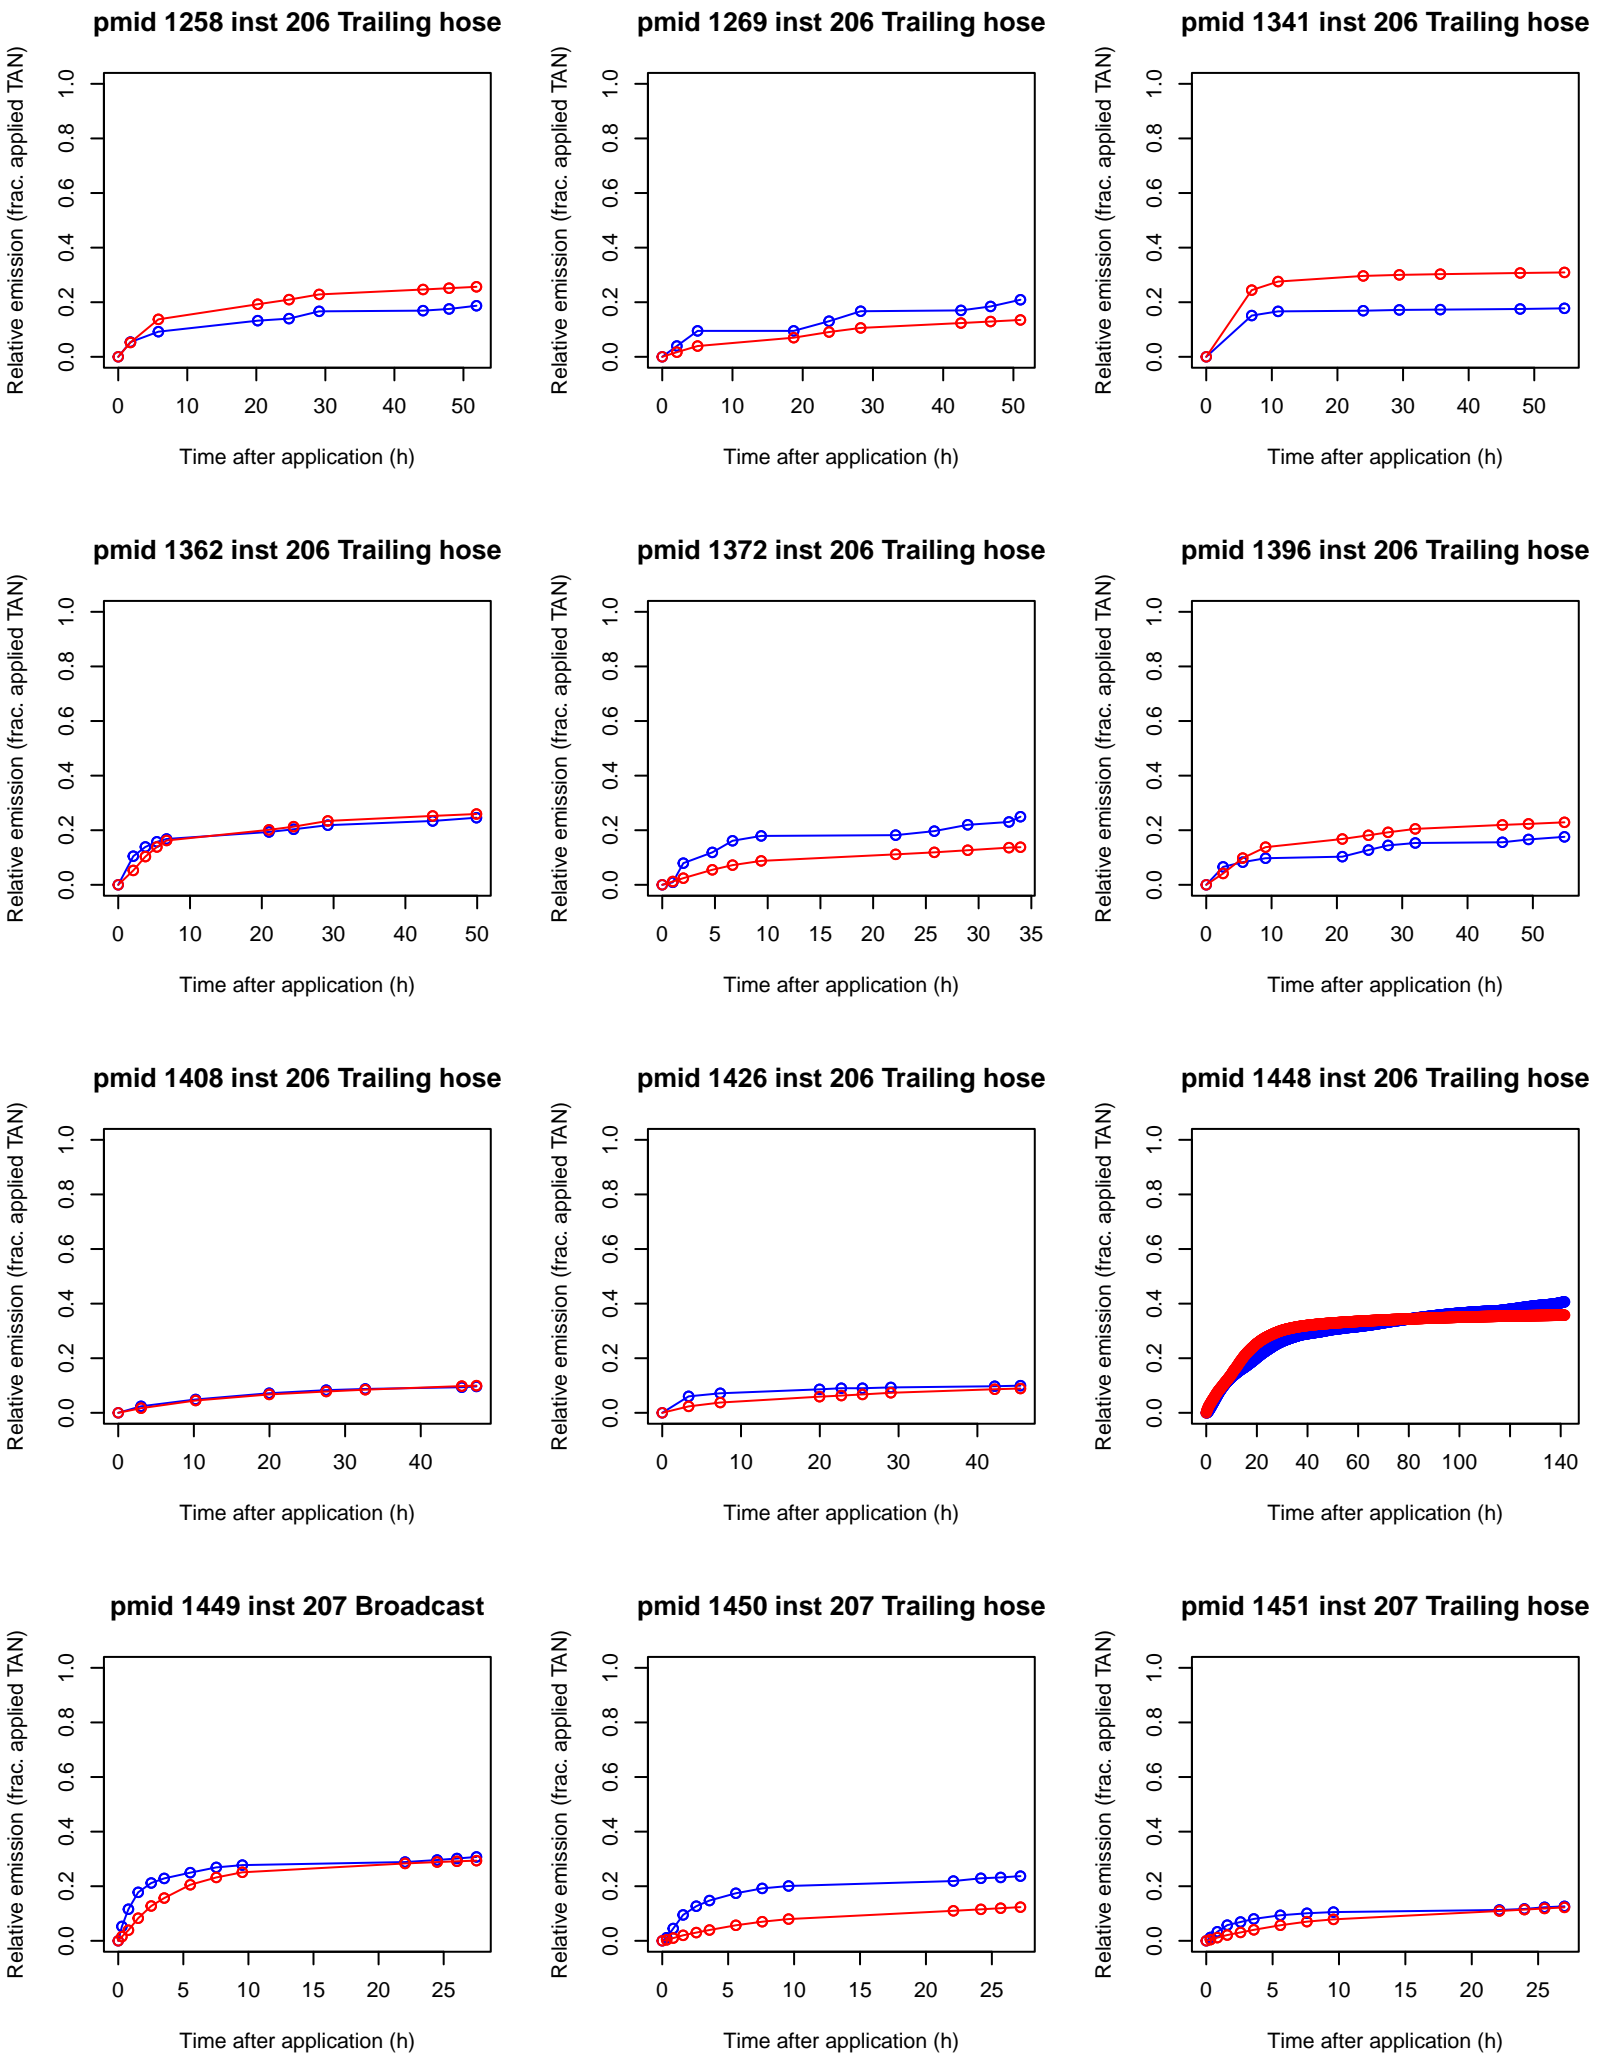 pmid 1258 inst 206 Trailing hose
Relative emission (frac. applied TAN)
0.0 0.2 0.4 0.6 0.8 1.0
0 10 20 30 40 50
Time after application (h)
pmid 1269 inst 206 Trailing hose
Relative emission (frac. applied TAN)
0.0 0.2 0.4 0.6 0.8 1.0
0 10 20 30 40 50
Time after application (h)
pmid 1341 inst 206 Trailing hose
Relative emission (frac. applied TAN)
0.0 0.2 0.4 0.6 0.8 1.0
0 10 20 30 40 50
Time after application (h)
pmid 1362 inst 206 Trailing hose
Relative emission (frac. applied TAN)
0.0 0.2 0.4 0.6 0.8 1.0
0 10 20 30 40 50
Time after application (h)
pmid 1372 inst 206 Trailing hose
Relative emission (frac. applied TAN)
0.0 0.2 0.4 0.6 0.8 1.0
0 5 10 15 20 25 30 35
Time after application (h)
pmid 1396 inst 206 Trailing hose
Relative emission (frac. applied TAN)
0.0 0.2 0.4 0.6 0.8 1.0
0 10 20 30 40 50
Time after application (h)
pmid 1408 inst 206 Trailing hose
Relative emission (frac. applied TAN)
0.0 0.2 0.4 0.6 0.8 1.0
0 10 20 30 40
Time after application (h)
pmid 1426 inst 206 Trailing hose
Relative emission (frac. applied TAN)
0.0 0.2 0.4 0.6 0.8 1.0
0 10 20 30 40
Time after application (h)
pmid 1448 inst 206 Trailing hose
Relative emission (frac. applied TAN)
0.0 0.2 0.4 0.6 0.8 1.0
0 20 40 60 80 100 140
Time after application (h)
pmid 1449 inst 207 Broadcast
Relative emission (frac. applied TAN)
0.0 0.2 0.4 0.6 0.8 1.0
0 5 10 15 20 25
Time after application (h)
pmid 1450 inst 207 Trailing hose
Relative emission (frac. applied TAN)
0.0 0.2 0.4 0.6 0.8 1.0
0 5 10 15 20 25
Time after application (h)
pmid 1451 inst 207 Trailing hose
Relative emission (frac. applied TAN)
0.0 0.2 0.4 0.6 0.8 1.0
0 5 10 15 20 25
Time after application (h)